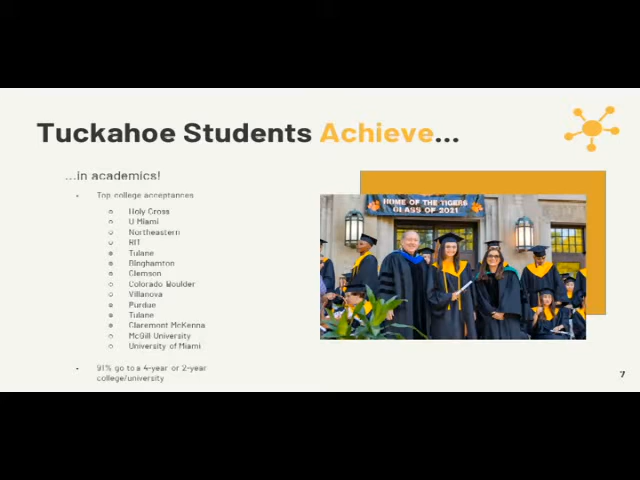 Tuckahoe Students Achieve...
...in academics!
Top college acceptances
Holy Cross
U Miami
Northeastern
RIT
Tulane
Binghamton
Clemson
Colorado Boulder
Villanova
Purdue
Tulane
Claremont McKenna
McGill University
University of Miami
91% go to a 4-year or 2-year
college/university
HOME OF THE TIGERS
CLASS OF 2021
7